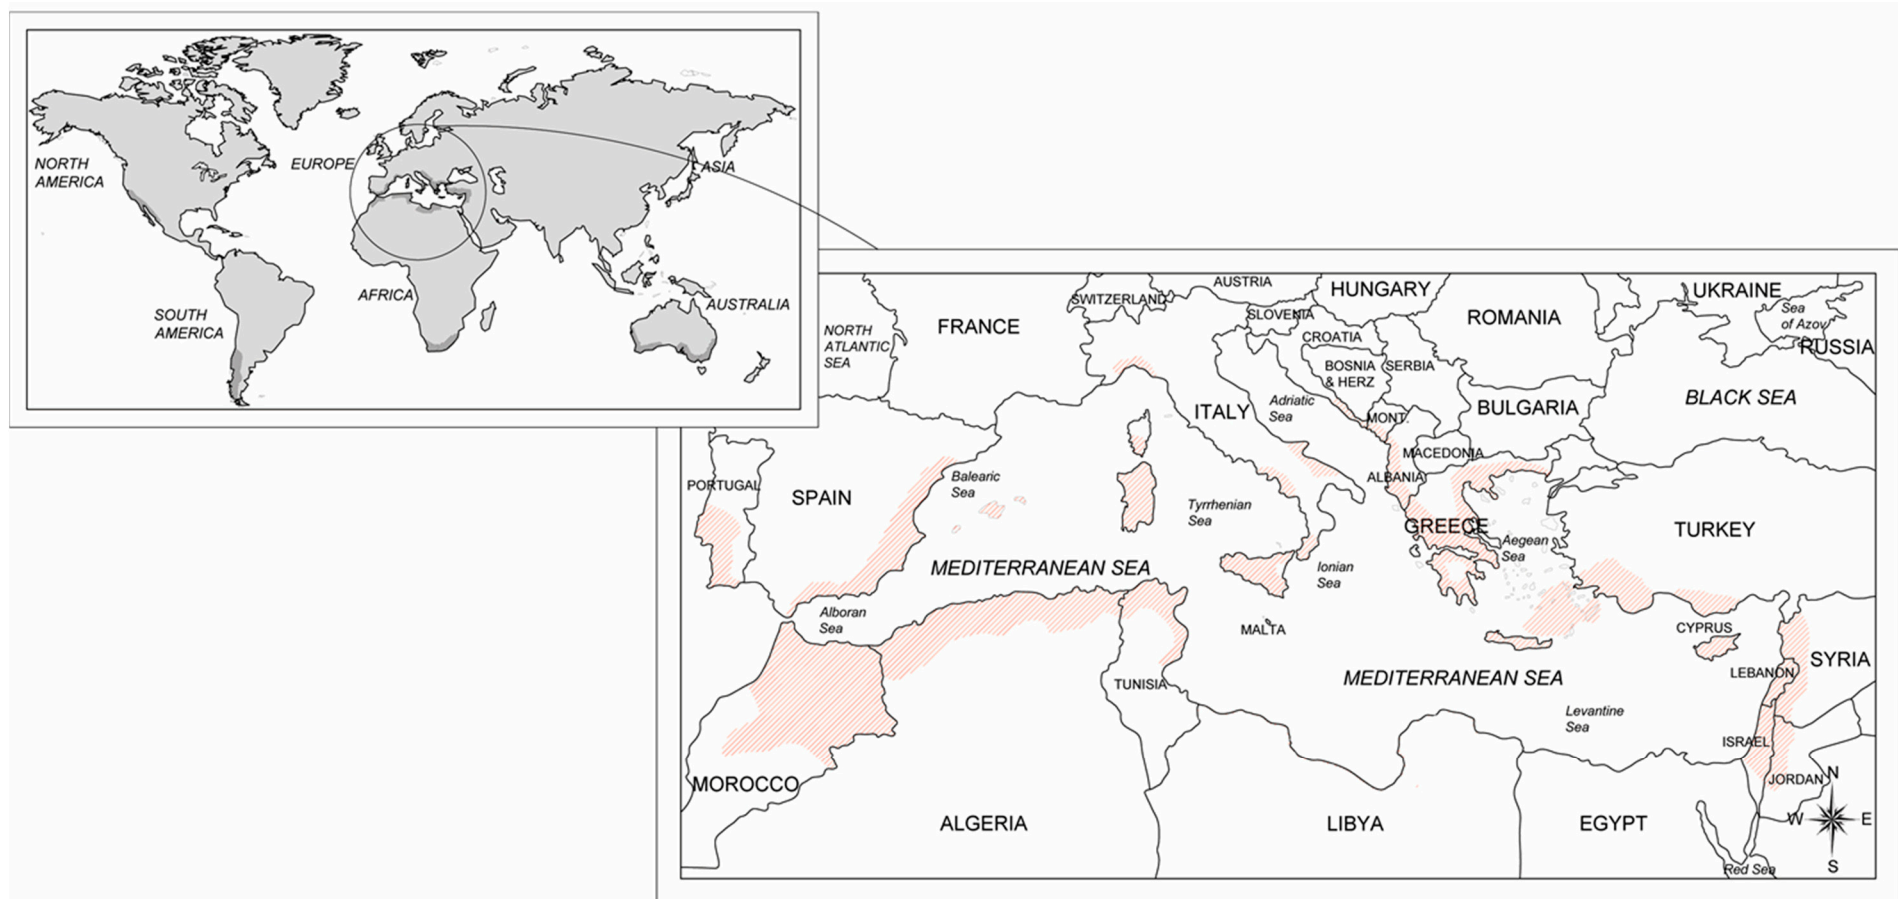 NORTH
AMERICA
EUROPE
ASIA
AFRICA
SOUTH
AMERICA
AUSTRALIA
AUSTRIA
HUNGARY
UKRAINE
SWITZERLAND
SLOVENIA
ROMANIA
Sea
of Azov
FRANCE
NORTH
ATLANTIC
SEA
CROATIA
RUSSIA
BOSNIA
& HERZ
SERBIA
BLACK SEA
ITALY
Adriatic
Sea
MONT.
BULGARIA
MACEDONIA
ALBANIA
PORTUGAL
SPAIN
Balearic
Sea
Tyrrhenian
Sea
GREECE
Aegean
Sea
TURKEY
MEDITERRANEAN SEA
Ionian
Sea
Alboran
Sea
MALTA
CYPRUS
SYRIA
LEBANON
MEDITERRANEAN SEA
TUNISIA
Levantine
Sea
ISRAEL
JORDAN
MOROCCO
ALGERIA
LIBYA
EGYPT
N
W
E
S
Red Sea